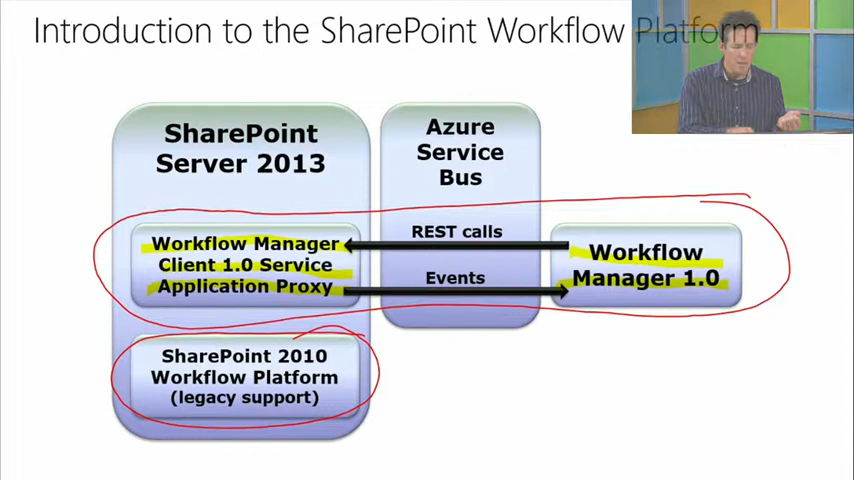 Introduction to the SharePoint Workflow Platform
SharePoint
Server 2013
Azure
Service
Bus
Workflow Manager
Client 1.0 Service
Application Proxy
REST calls
Events
Workflow
Manager 1.0
SharePoint 2010
Workflow Platform
(legacy support)